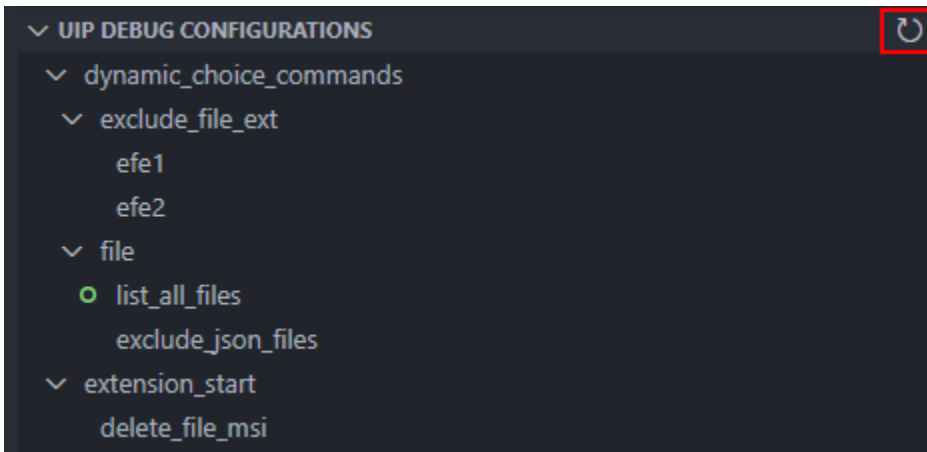 UIP DEBUG CONFIGURATIONS
dynamic_choice_commands
exclude_file_ext
efe1
efe2
file
list_all_files
exclude_json_files
extension_start
delete_file_msi